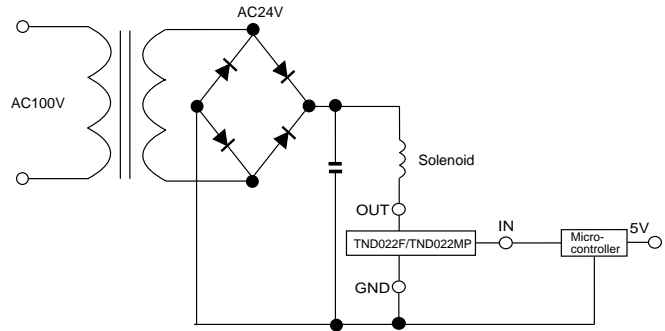 AC24V
AC100V
Solenoid
OUT
TND022F/TND022MP
IN
Micro-
controller
5V
GND